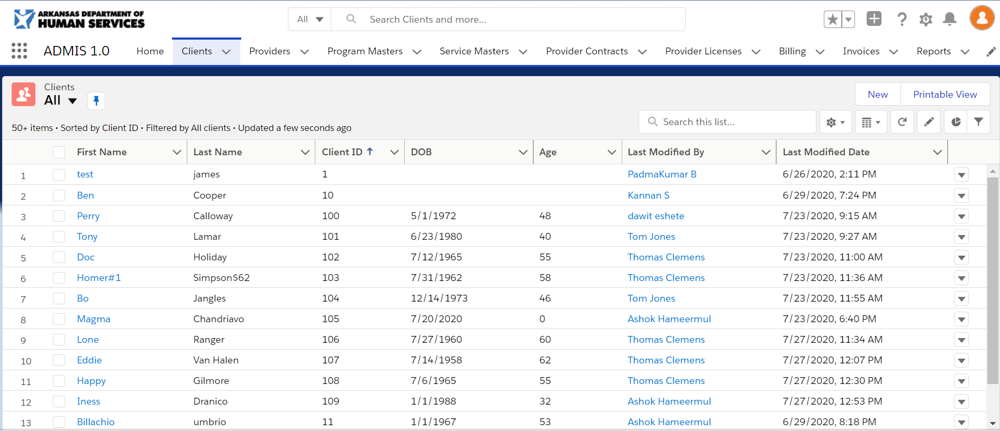 ARKANSAS DEPARTMENT OF
HUMAN SERVICES
All
Search Clients and more...
ADMIS 1.0 Home Clients Providers Program Masters Service Masters Provider Contracts Provider Licenses Billing Invoices Reports
Clients
All
New Printable View
50+ items • Sorted by Client ID • Filtered by All clients • Updated a few seconds ago
Search this list...
First Name Last Name Client ID ↑ DOB Age Last Modified By Last Modified Date
1 test james 1 PadmaKumar B 6/26/2020, 2:11 PM
2 Ben Cooper 10 Kannan S 6/29/2020, 7:24 PM
3 Perry Calloway 100 5/1/1972 48 dawit eshete 7/23/2020, 9:15 AM
4 Tony Lamar 101 6/23/1980 40 Tom Jones 7/23/2020, 9:27 AM
5 Doc Holiday 102 7/12/1965 55 Thomas Clemens 7/23/2020, 11:00 AM
6 Homer#1 Simpson$62 103 7/31/1962 58 Thomas Clemens 7/23/2020, 11:36 AM
7 Bo Jangles 104 12/14/1973 46 Tom Jones 7/23/2020, 11:55 AM
8 Magma Chandriavo 105 7/20/2020 0 Ashok Hameermul 7/23/2020, 6:40 PM
9 Lone Ranger 106 7/27/1960 60 Thomas Clemens 7/27/2020, 11:34 AM
10 Eddie Van Halen 107 7/14/1958 62 Thomas Clemens 7/27/2020, 12:07 PM
11 Happy Gilmore 108 7/6/1965 55 Thomas Clemens 7/27/2020, 12:30 PM
12 Iness Dranico 109 1/1/1988 32 Ashok Hameermul 7/27/2020, 12:53 PM
13 Billachio umbrio 11 1/1/1967 53 Ashok Hameermul 6/29/2020, 8:18 PM